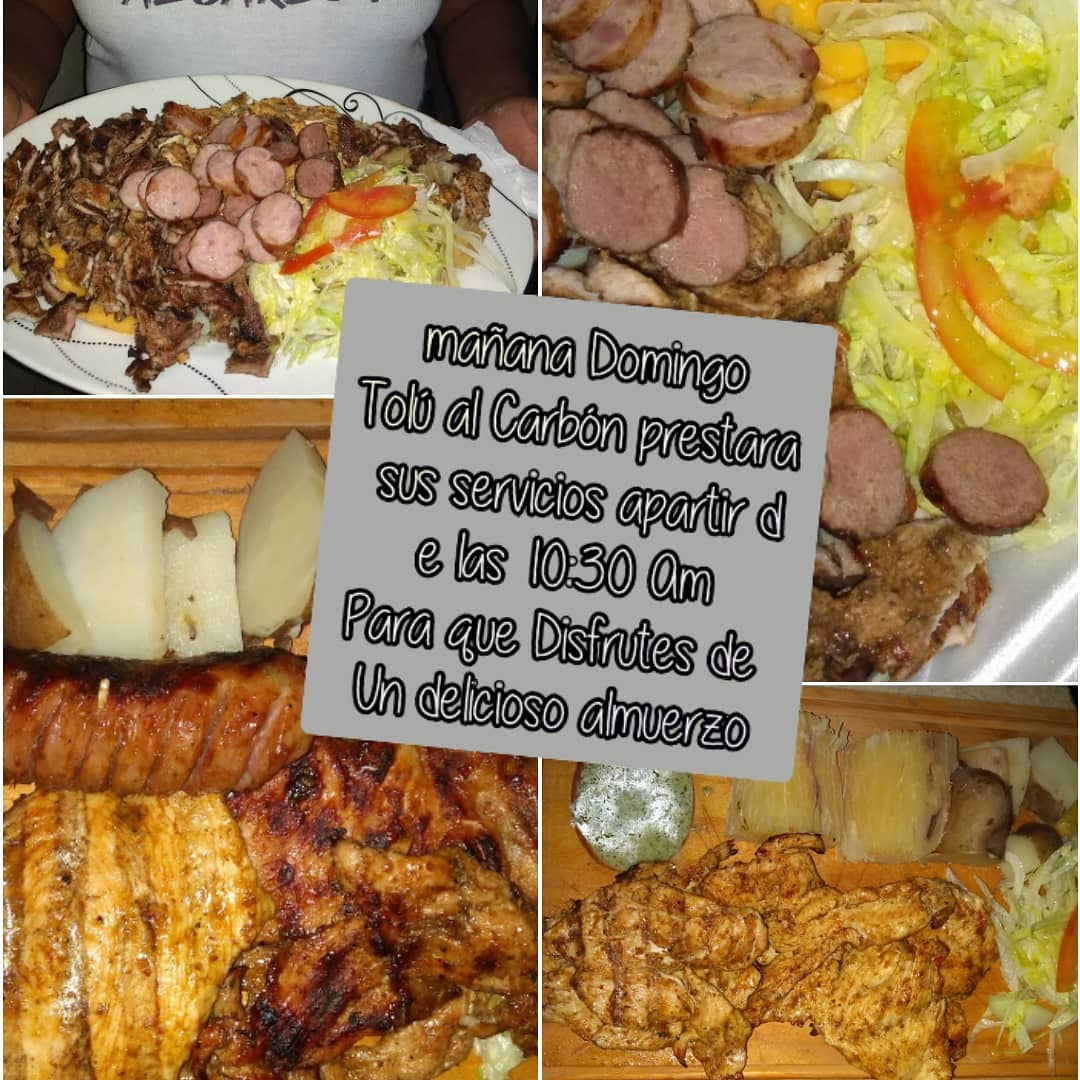 mañana Domingo
Tolú al Carbón prestara
sus servicios apartir d
e las 10:30 Am
Para que Disfrutes de
Un delicioso almuerzo